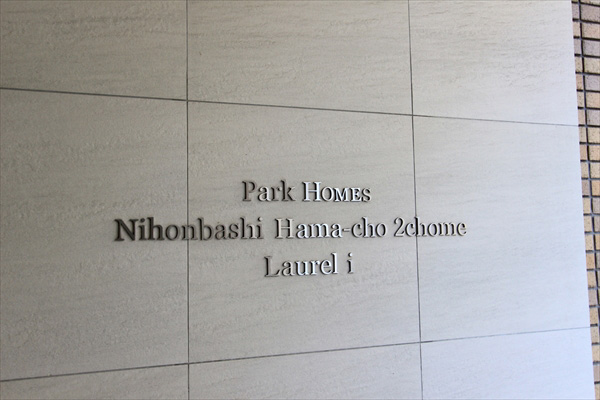 Park HOMES
Nihonbashi Hama-cho 2chome
Laurel i